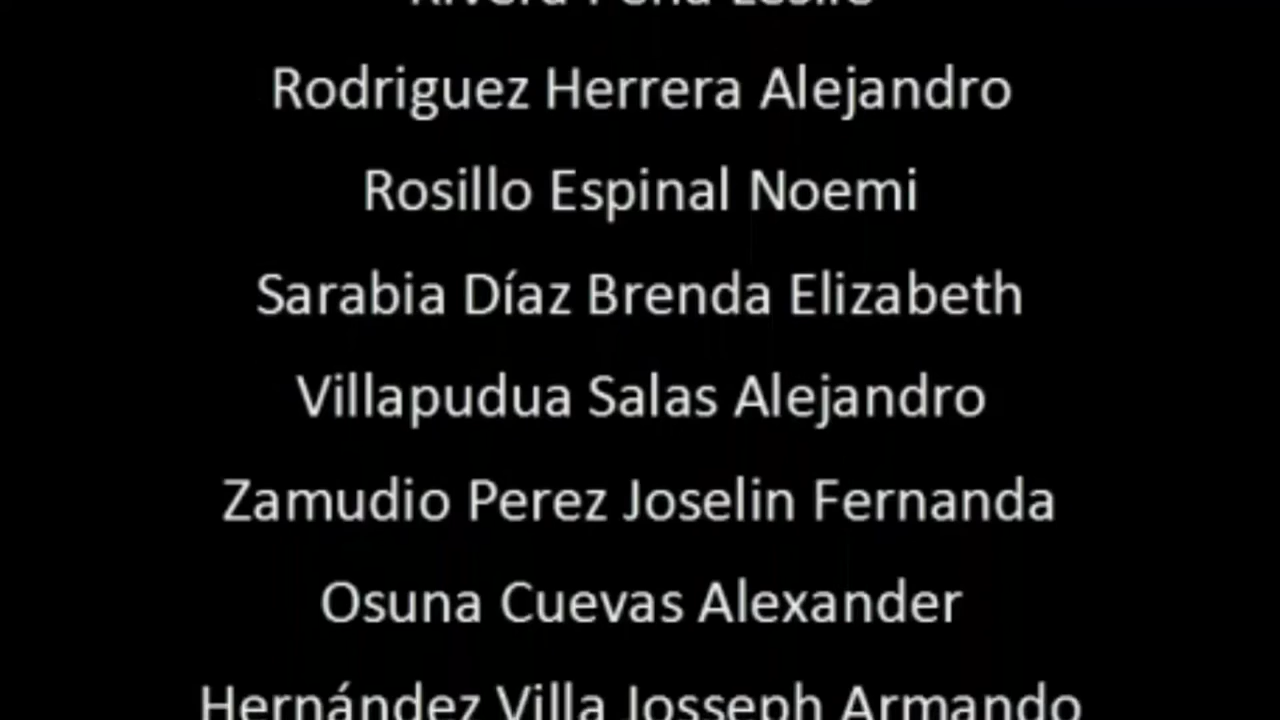 Rodriguez Herrera Alejandro
Rosillo Espinal Noemi
Sarabia Díaz Brenda Elizabeth
Villapudua Salas Alejandro
Zamudio Perez Joselin Fernanda
Osuna Cuevas Alexander
Hernández Villa Josseph Armando